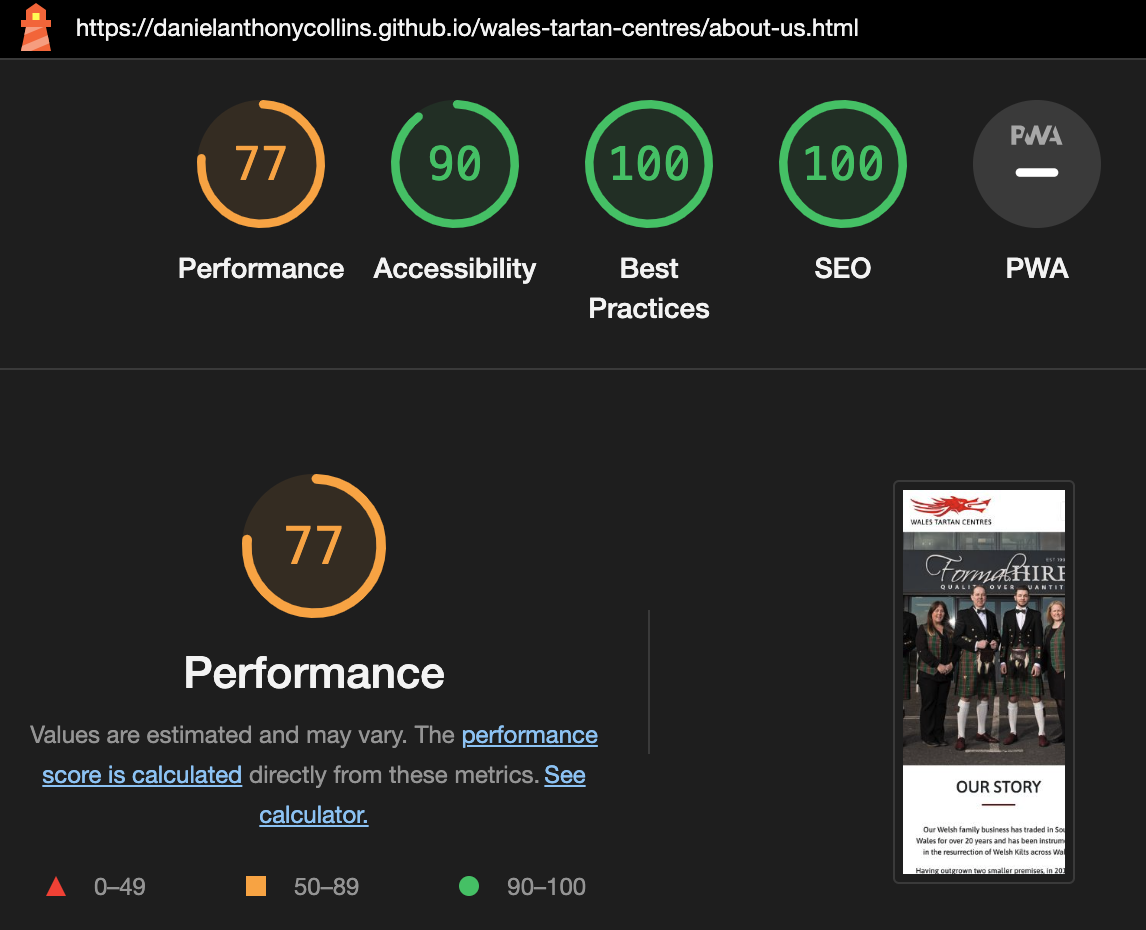 https://danielanthonycollins.github.io/wales-tartan-centres/about-us.html
77
90
100
100
PWA
Performance
Accessibility
Best
Practices
SEO
PWA
77
Performance
Values are estimated and may vary. The performance
score is calculated directly from these metrics. See
calculator.
0–49
50–89
90–100
WALES TARTAN CENTRES
Formal HIRE
QUALITY OVER QUANTIT
OUR STORY
Our Welsh family business has traded in Sou
Wales for over 20 years and has been instrum
in the resurrection of Welsh Kilts across Wal
Having outgrown two smaller premises, in 20